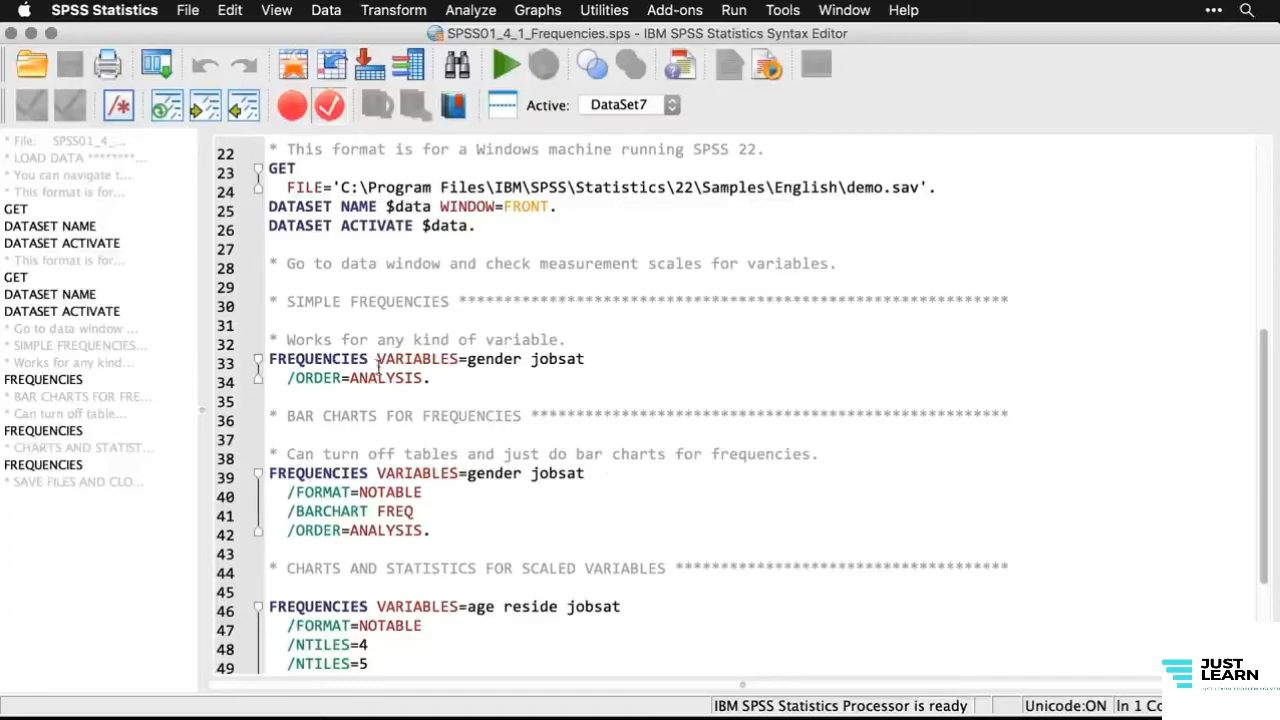 SPSS Statistics File Edit View Data Transform Analyze Graphs Utilities Add-ons Run Tools Window Help
SPSS01_4_1_Frequencies.sps - IBM SPSS Statistics Syntax Editor
Active: DataSet7
* File: SPSS01_4_...
* LOAD DATA *******...
* You can navigate t...
* This format is for...
GET
DATASET NAME
DATASET ACTIVATE
* This format is for...
GET
DATASET NAME
DATASET ACTIVATE
* Go to data window ...
* SIMPLE FREQUENCIES...
* Works for any kind...
FREQUENCIES
* BAR CHARTS FOR FRE...
* Can turn off table...
FREQUENCIES
* CHARTS AND STATIST...
FREQUENCIES
* SAVE FILES AND CLO...
22 * This format is for a Windows machine running SPSS 22.
23 GET
24 FILE='C:\Program Files\IBM\SPSS\Statistics\22\Samples\English\demo.sav'.
25 DATASET NAME $data WINDOW=FRONT.
26 DATASET ACTIVATE $data.
27
28 * Go to data window and check measurement scales for variables.
29
30 * SIMPLE FREQUENCIES *************************************************************
31
32 * Works for any kind of variable.
33 FREQUENCIES VARIABLES=gender jobsat
34 /ORDER=ANALYSIS.
35
36 * BAR CHARTS FOR FREQUENCIES *****************************************************
37
38 * Can turn off tables and just do bar charts for frequencies.
39 FREQUENCIES VARIABLES=gender jobsat
40 /FORMAT=NOTABLE
41 /BARCHART FREQ
42 /ORDER=ANALYSIS.
43
44 * CHARTS AND STATISTICS FOR SCALED VARIABLES *************************************
45
46 FREQUENCIES VARIABLES=age reside jobsat
47 /FORMAT=NOTABLE
48 /NTILES=4
49 /NTILES=5
JUST
LEARN
IBM SPSS Statistics Processor is ready Unicode:ON In 1 Co